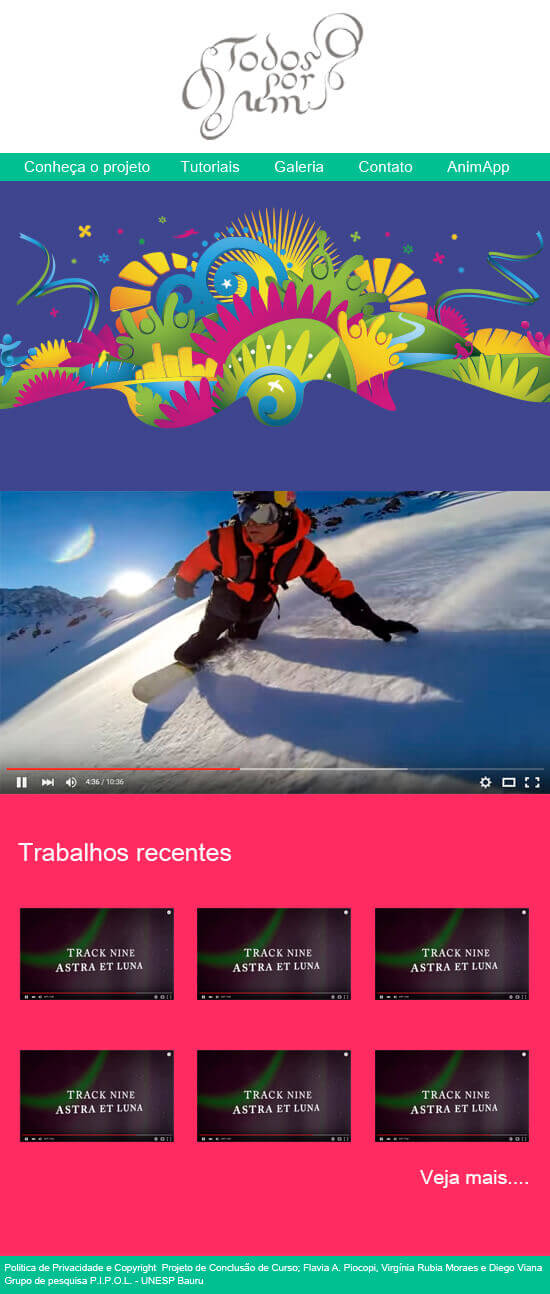 Todos
por
um
Conheça o projeto Tutoriais Galeria Contato AnimApp
4:36 / 10:36
Trabalhos recentes
TRACK NINE TRACK NINE TRACK NINE
ASTRA ET LUNA ASTRA ET LUNA ASTRA ET LUNA
TRACK NINE TRACK NINE TRACK NINE
ASTRA ET LUNA ASTRA ET LUNA ASTRA ET LUNA
Veja mais....
Política de Privacidade e Copyright Projeto de Conclusão de Curso; Flavia A. Piocopi, Virgínia Rubia Moraes e Diego Viana
Grupo de pesquisa P.I.P.O.L. - UNESP Bauru